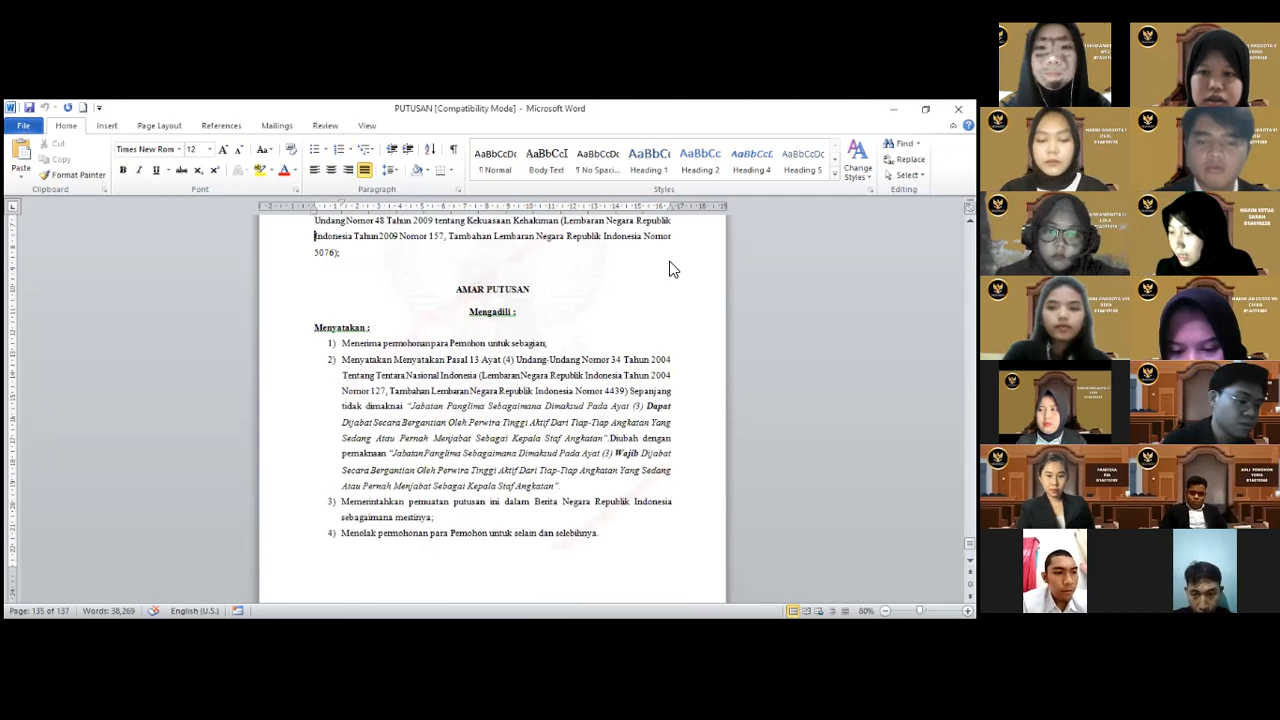 PUTUSAN [Compatibility Mode] - Microsoft Word
File Home Insert Page Layout References Mailings Review View
Paste
Cut
Copy
Format Painter
Clipboard
Times New Rom 12
Font
Paragraph
AaBbCcDc AaBbCcI AaBbCcDc AaBbC AaBbCc AaBbCcL AaBbCcDc
¶ Normal Body Text ¶ No Spaci... Heading 1 Heading 2 Heading 4 Heading 5
Styles
Change Styles
Find
Replace
Select
Editing
Undang Nomor 48 Tahun 2009 tentang Kekuasaan Kehakiman (Lembaran Negara Republik
Indonesia Tahun 2009 Nomor 157, Tambahan Lembaran Negara Republik Indonesia Nomor
5076);
AMAR PUTUSAN
Mengadili :
Menyatakan :
1) Menerima permohonan para Pemohon untuk sebagian;
2) Menyatakan Menyatakan Pasal 13 Ayat (4) Undang-Undang Nomor 34 Tahun 2004
Tentang Tentara Nasional Indonesia (Lembaran Negara Republik Indonesia Tahun 2004
Nomor 127, Tambahan Lembaran Negara Republik Indonesia Nomor 4439) Sepanjang
tidak dimaknai “Jabatan Panglima Sebagaimana Dimaksud Pada Ayat (3) Dapat
Dijabat Secara Bergantian Oleh Perwira Tinggi Aktif Dari Tiap-Tiap Angkatan Yang
Sedang Atau Pernah Menjabat Sebagai Kepala Staf Angkatan”.Diubah dengan
pemaknaan “Jabatan Panglima Sebagaimana Dimaksud Pada Ayat (3) Wajib Dijabat
Secara Bergantian Oleh Perwira Tinggi Aktif Dari Tiap-Tiap Angkatan Yang Sedang
Atau Pernah Menjabat Sebagai Kepala Staf Angkatan”.
3) Memerintahkan pemuatan putusan ini dalam Berita Negara Republik Indonesia
sebagaimana mestinya;
4) Menolak permohonan para Pemohon untuk selain dan selebihnya.
Page: 135 of 137 Words: 38,269 English (U.S.) 80%
HAKIM ANGGOTA I
HAKIM KETUA
SARAH
PANITERA
AHLI PEMOHON